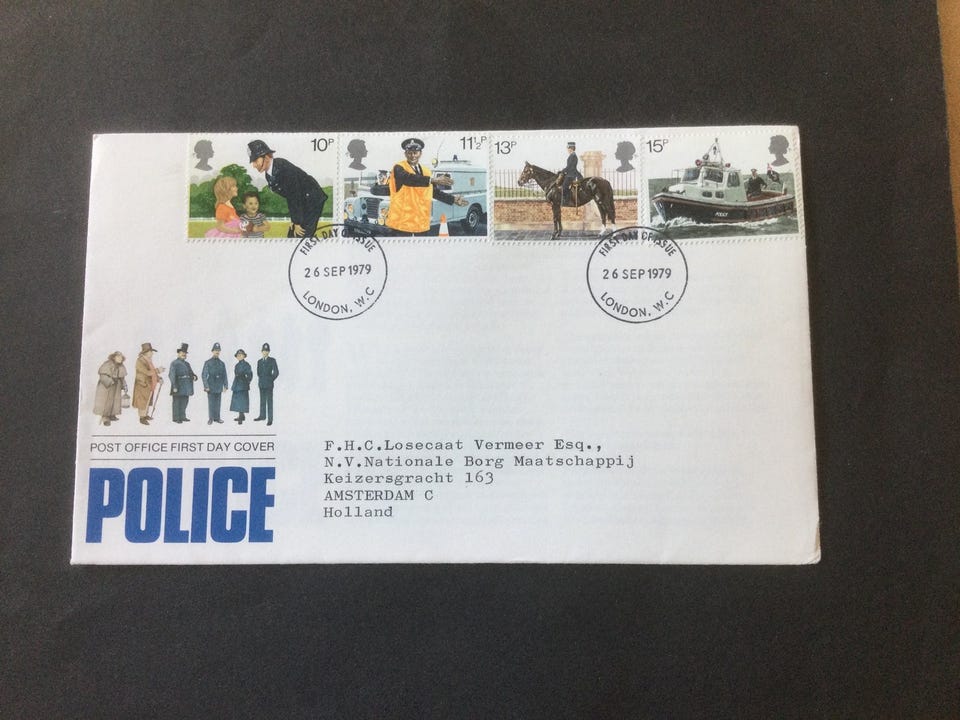 10P
11½P
13P
15P
POLICE
FIRST DAY OF ISSUE
26 SEP 1979
LONDON, W.C
FIRST DAY OF ISSUE
26 SEP 1979
LONDON, W.C
POST OFFICE FIRST DAY COVER
POLICE
F.H.C.Losecaat Vermeer Esq.,
N.V.Nationale Borg Maatschappij
Keizersgracht 163
AMSTERDAM C
Holland